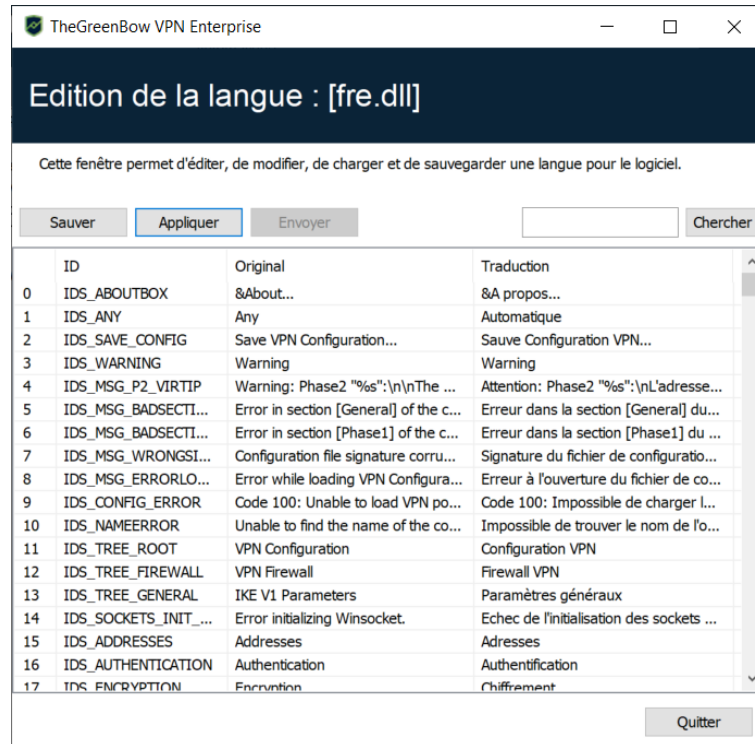 TheGreenBow VPN Enterprise
Edition de la langue : [fre.dll]
Cette fenêtre permet d'éditer, de modifier, de charger et de sauvegarder une langue pour le logiciel.
Sauver Appliquer Envoyer Chercher
ID Original Traduction
0 IDS_ABOUTBOX &About... &A propos...
1 IDS_ANY Any Automatique
2 IDS_SAVE_CONFIG Save VPN Configuration... Sauve Configuration VPN...
3 IDS_WARNING Warning Warning
4 IDS_MSG_P2_VIRTIP Warning: Phase2 "%s":\n\nThe ... Attention: Phase2 "%s":\nL'adresse...
5 IDS_MSG_BADSECTI... Error in section [General] of the c... Erreur dans la section [General] du...
6 IDS_MSG_BADSECTI... Error in section [Phase1] of the c... Erreur dans la section [Phase1] du ...
7 IDS_MSG_WRONGSI... Configuration file signature corru... Signature du fichier de configuratio...
8 IDS_MSG_ERRORLO... Error while loading VPN Configura... Erreur à l'ouverture du fichier de co...
9 IDS_CONFIG_ERROR Code 100: Unable to load VPN po... Code 100: Impossible de charger l...
10 IDS_NAMEERROR Unable to find the name of the co... Impossible de trouver le nom de l'o...
11 IDS_TREE_ROOT VPN Configuration Configuration VPN
12 IDS_TREE_FIREWALL VPN Firewall Firewall VPN
13 IDS_TREE_GENERAL IKE V1 Parameters Paramètres généraux
14 IDS_SOCKETS_INIT_... Error initializing Winsocket. Echec de l'initialisation des sockets ...
15 IDS_ADDRESSES Addresses Adresses
16 IDS_AUTHENTICATION Authentication Authentification
17 IDS_ENCRYPTION Encryption Chiffrement
Quitter